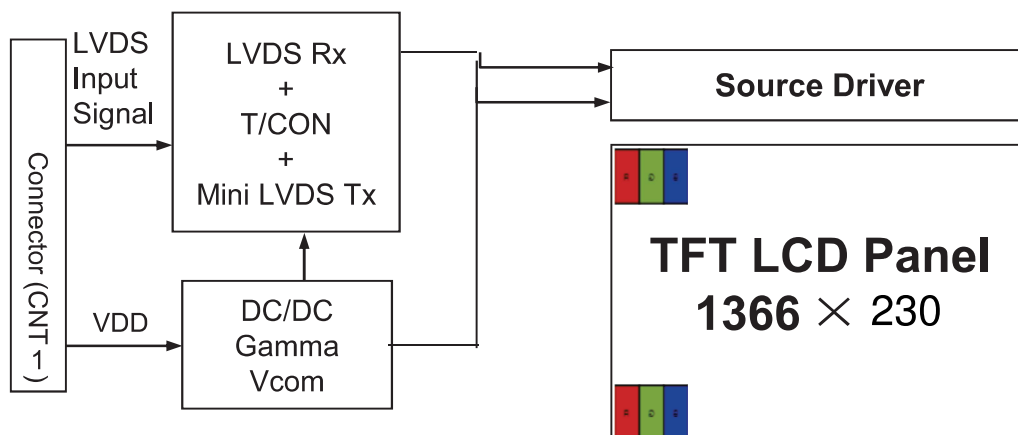 LVDS
Input
Signal
Connector (CNT 1)
VDD
LVDS Rx
+
T/CON
+
Mini LVDS Tx
DC/DC
Gamma
Vcom
Source Driver
TFT LCD Panel
1366 × 230